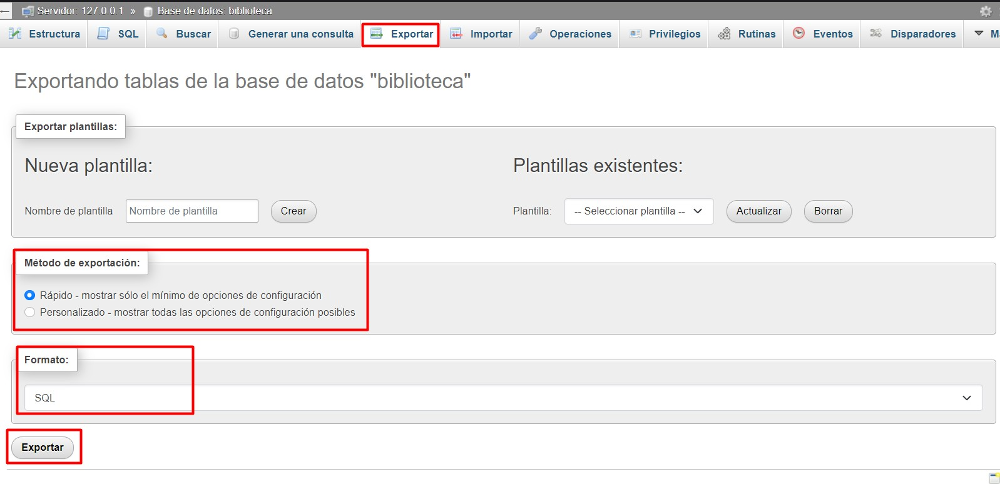 Servidor: 127.0.0.1 » Base de datos: biblioteca
Estructura SQL Buscar Generar una consulta Exportar Importar Operaciones Privilegios Rutinas Eventos Disparadores
Exportando tablas de la base de datos "biblioteca"
Exportar plantillas:
Nueva plantilla:
Nombre de plantilla Nombre de plantilla Crear
Plantillas existentes:
Plantilla: -- Seleccionar plantilla -- Actualizar Borrar
Método de exportación:
Rápido - mostrar sólo el mínimo de opciones de configuración
Personalizado - mostrar todas las opciones de configuración posibles
Formato:
SQL
Exportar